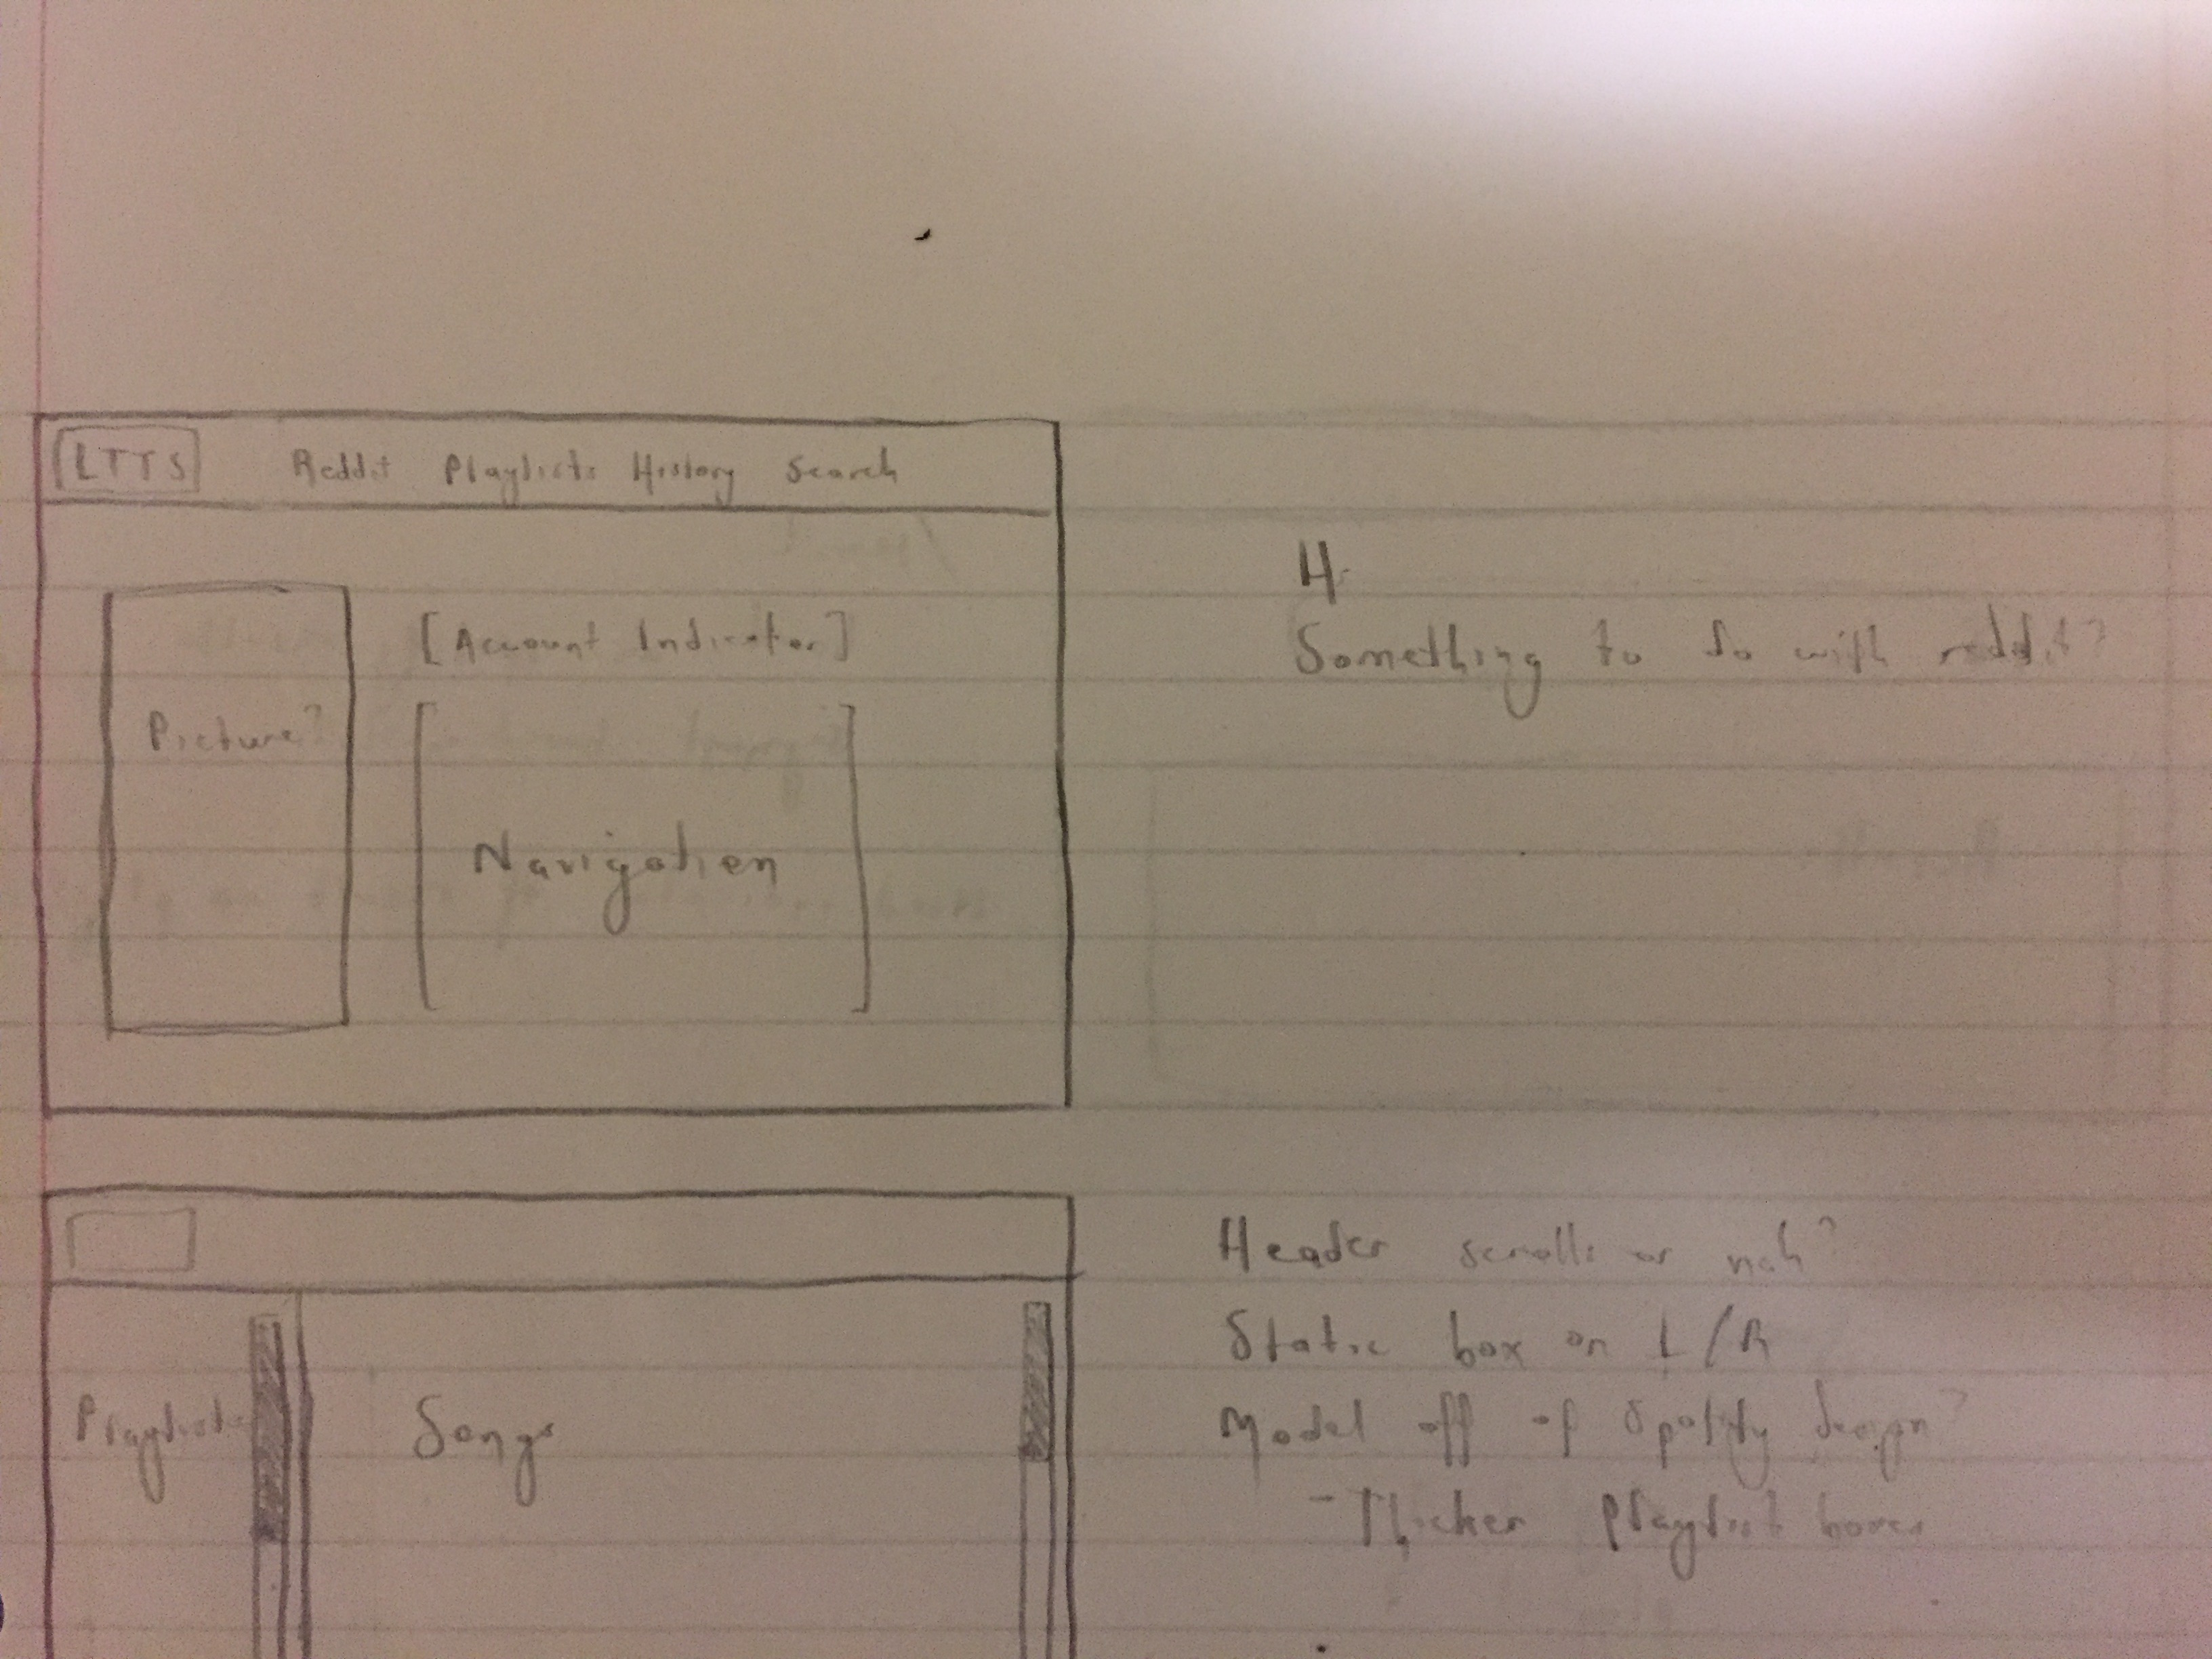 LTTS Reddit Playlists History Search
H
Something to do with reddit?
[Account Indicator]
Picture?
Navigation
Header scrolls or nah?
Static box on L/R
Playlists
Songs
Model off of Spotify design?
- Thicker Playlist boxes